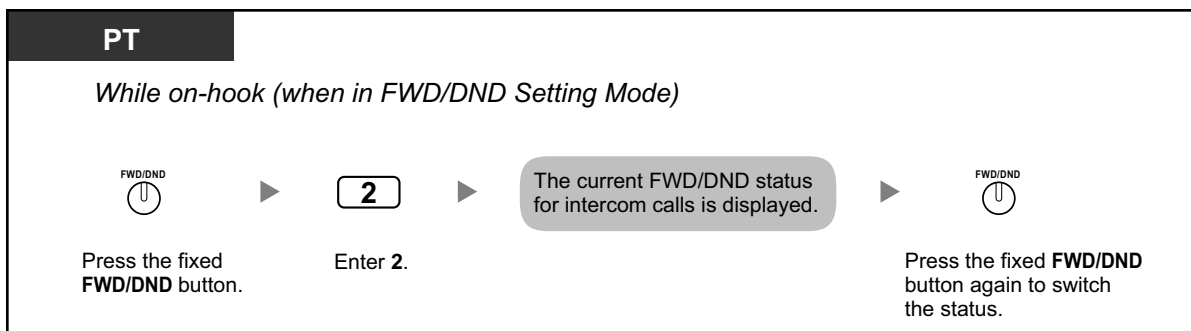 PT
While on-hook (when in FWD/DND Setting Mode)
FWD/DND
2
The current FWD/DND status
for intercom calls is displayed.
FWD/DND
Press the fixed
FWD/DND button.
Enter 2.
Press the fixed FWD/DND
button again to switch
the status.